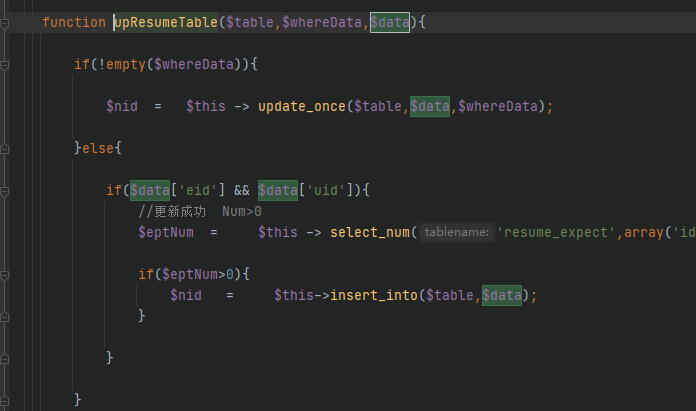 function upResumeTable($table,$whereData,$data){
if(!empty($whereData)){
$nid = $this -> update_once($table,$data,$whereData);
}else{
if($data['eid'] && $data['uid']){
//更新成功 Num>0
$eptNum = $this -> select_num( tablename: 'resume_expect',array('id
if($eptNum>0){
$nid = $this->insert_into($table,$data);
}
}
}